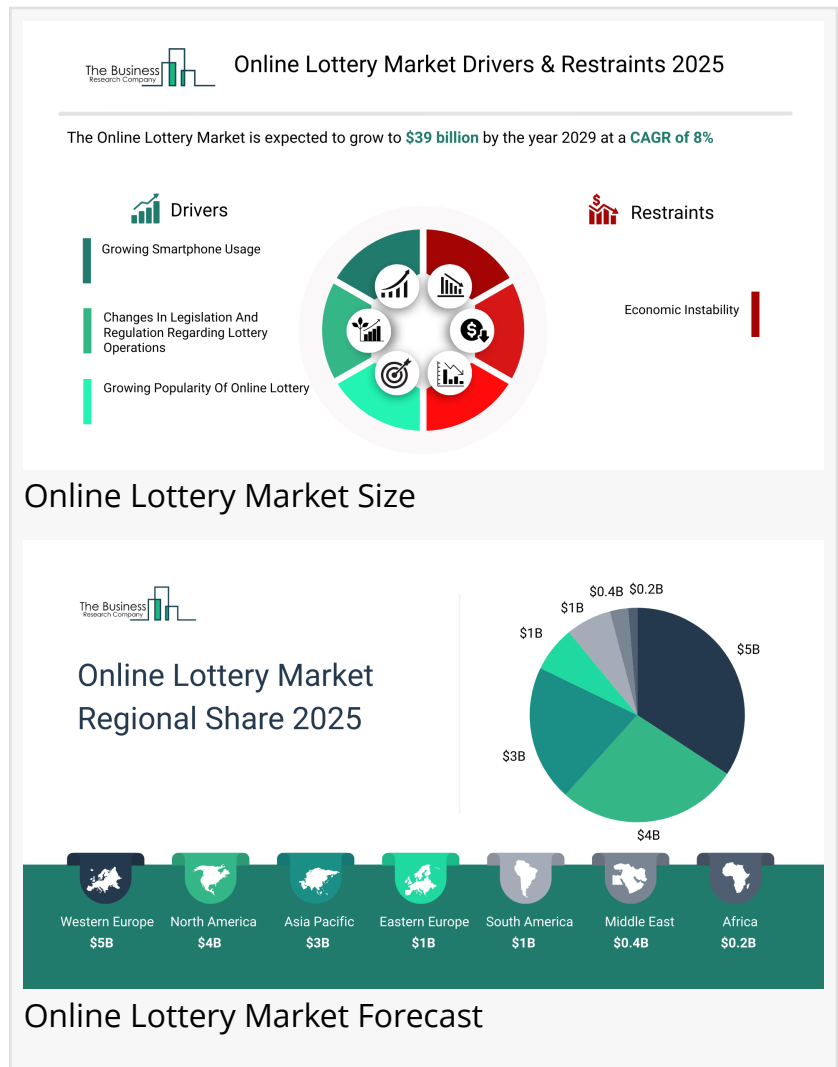 The Business
Research Company
Online Lottery Market Drivers & Restraints 2025
The Online Lottery Market is expected to grow to $39 billion by the year 2029 at a CAGR of 8%
Drivers
Growing Smartphone Usage
Changes In Legislation And
Regulation Regarding Lottery
Operations
Growing Popularity Of Online Lottery
Restraints
Economic Instability
Online Lottery Market Size
The Business
Research Company
Online Lottery Market
Regional Share 2025
$0.4B $0.2B
$1B
$1B
$5B
$3B
$4B
Western Europe North America Asia Pacific Eastern Europe South America Middle East Africa
$5B $4B $3B $1B $1B $0.4B $0.2B
Online Lottery Market Forecast